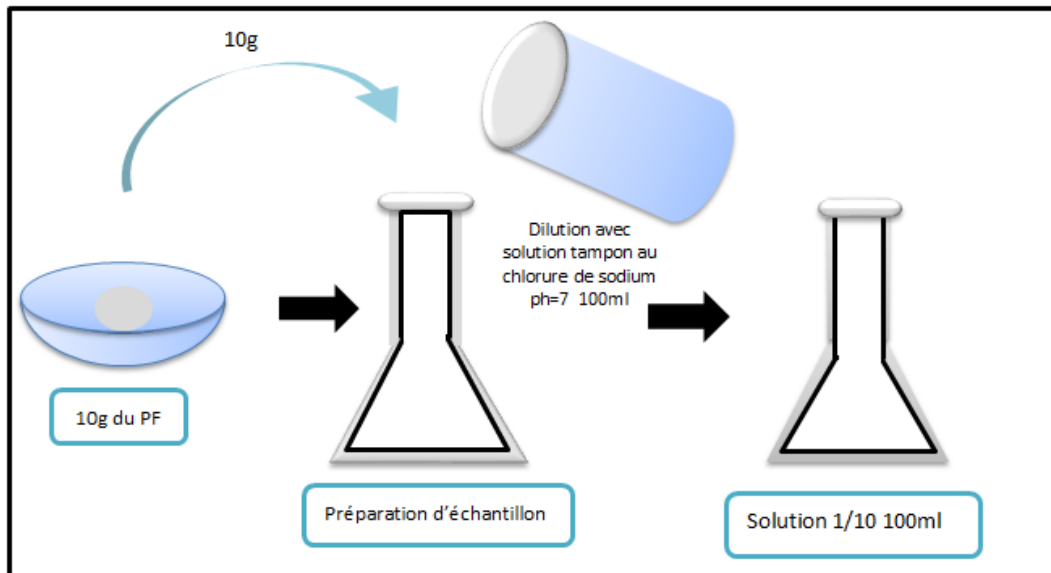 10g
Dilution avec
solution tampon au
chlorure de sodium
ph=7 100ml
10g du PF
Préparation d'échantillon
Solution 1/10 100ml